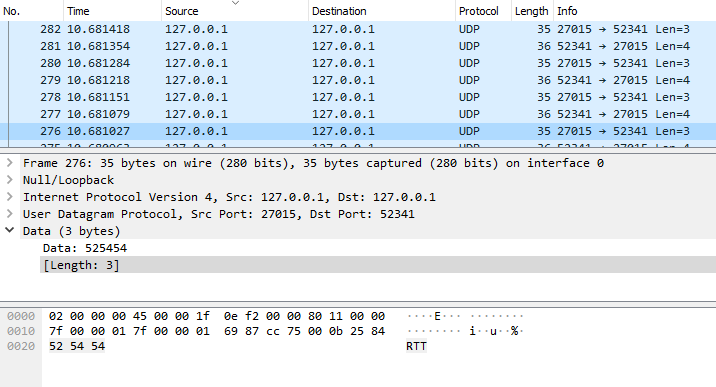 No. Time Source Destination Protocol Length Info
282 10.681418 127.0.0.1 127.0.0.1 UDP 35 27015 → 52341 Len=3
281 10.681354 127.0.0.1 127.0.0.1 UDP 36 52341 → 27015 Len=4
280 10.681284 127.0.0.1 127.0.0.1 UDP 35 27015 → 52341 Len=3
279 10.681218 127.0.0.1 127.0.0.1 UDP 36 52341 → 27015 Len=4
278 10.681151 127.0.0.1 127.0.0.1 UDP 35 27015 → 52341 Len=3
277 10.681079 127.0.0.1 127.0.0.1 UDP 36 52341 → 27015 Len=4
276 10.681027 127.0.0.1 127.0.0.1 UDP 35 27015 → 52341 Len=3
Frame 276: 35 bytes on wire (280 bits), 35 bytes captured (280 bits) on interface 0
Null/Loopback
Internet Protocol Version 4, Src: 127.0.0.1, Dst: 127.0.0.1
User Datagram Protocol, Src Port: 27015, Dst Port: 52341
Data (3 bytes)
Data: 525454
[Length: 3]
0000 02 00 00 00 45 00 00 1f 0e f2 00 00 80 11 00 00 ····E··· ········
0010 7f 00 00 01 7f 00 00 01 69 87 cc 75 00 0b 25 84 ········ i··u··%·
0020 52 54 54 RTT